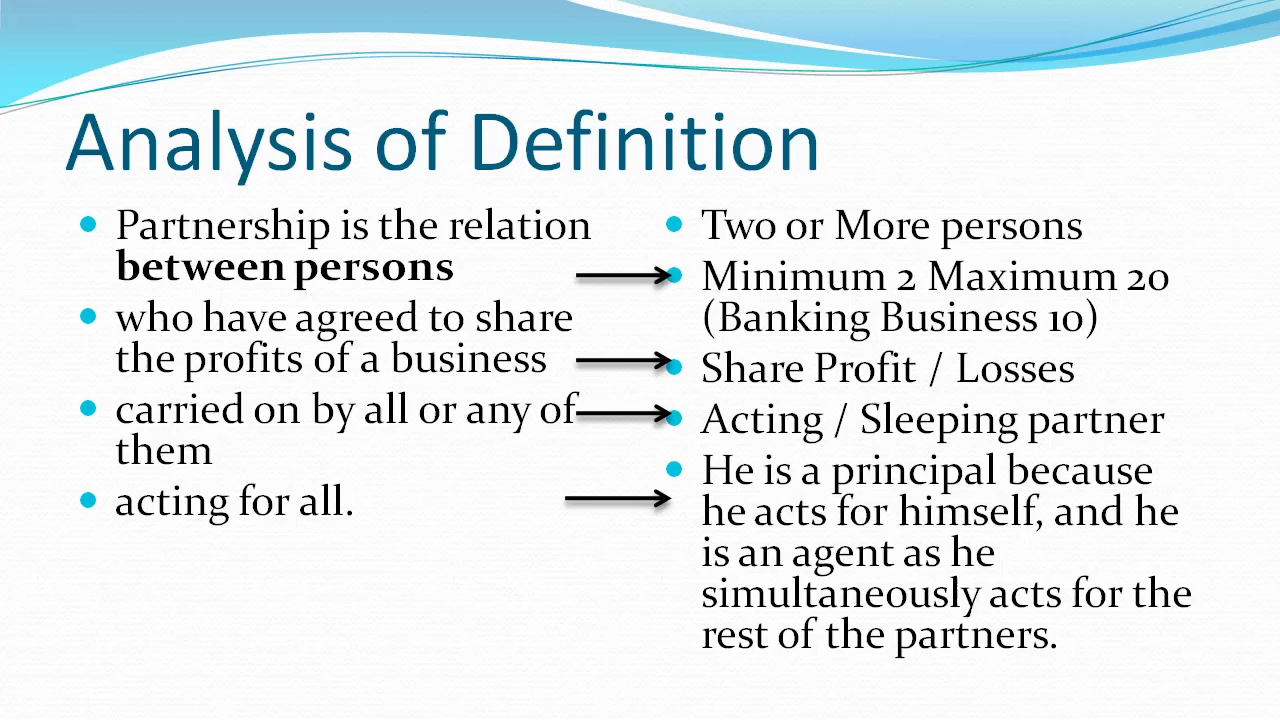 Analysis of Definition
Partnership is the relation
between persons
who have agreed to share
the profits of a business
carried on by all or any of
them
acting for all.
Two or More persons
Minimum 2 Maximum 20
(Banking Business 10)
Share Profit / Losses
Acting / Sleeping partner
He is a principal because
he acts for himself, and he
is an agent as he
simultaneously acts for the
rest of the partners.